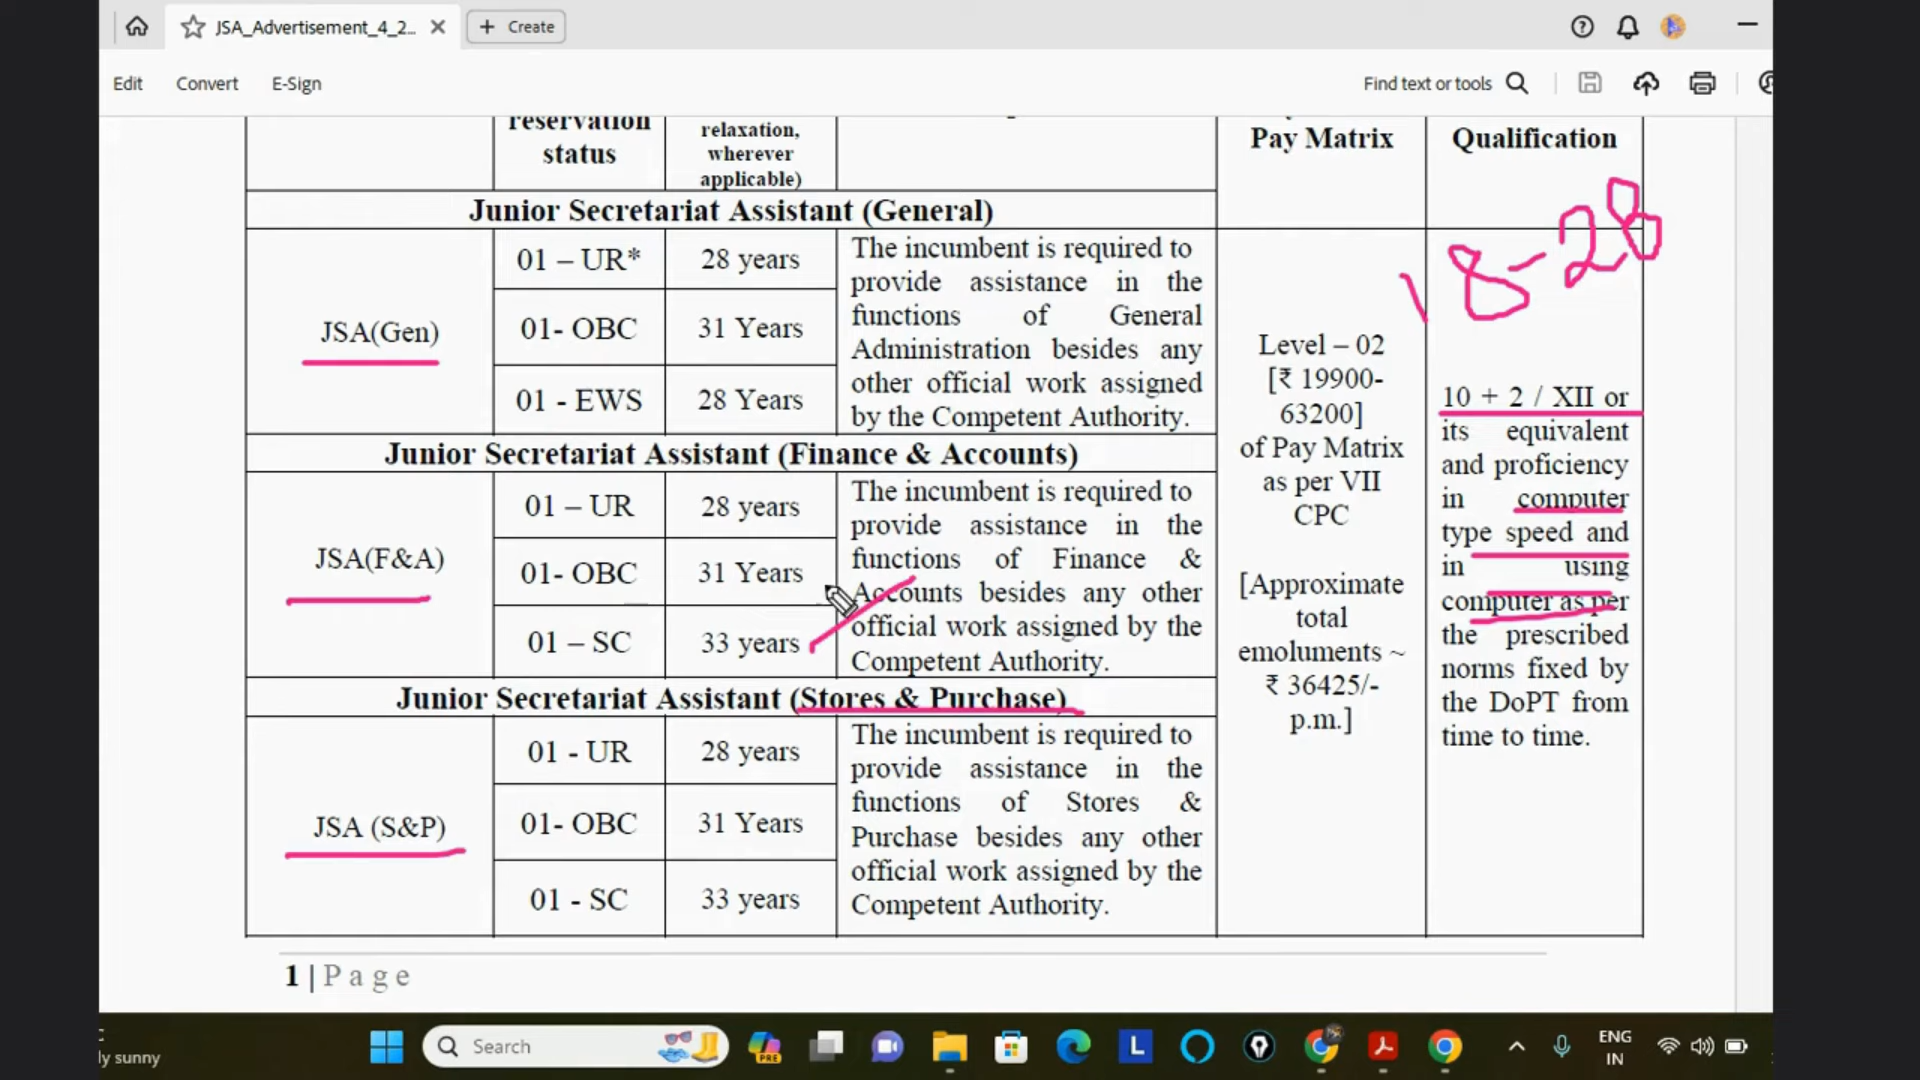 JSA_Advertisement_4_2...
Create
Edit
Convert
E-Sign
Find text or tools
reservation
status
relaxation,
wherever
applicable)
Pay Matrix
Qualification
Junior Secretariat Assistant (General)
JSA(Gen)
01 – UR*
28 years
01- OBC
31 Years
01 - EWS
28 Years
The incumbent is required to
provide assistance in the
functions of General
Administration besides any
other official work assigned
by the Competent Authority.
Junior Secretariat Assistant (Finance & Accounts)
JSA(F&A)
01 – UR
28 years
01- OBC
31 Years
01 – SC
33 years
The incumbent is required to
provide assistance in the
functions of Finance &
Accounts besides any other
official work assigned by the
Competent Authority.
Junior Secretariat Assistant (Stores & Purchase)
JSA (S&P)
01 - UR
28 years
01- OBC
31 Years
01 - SC
33 years
The incumbent is required to
provide assistance in the
functions of Stores &
Purchase besides any other
official work assigned by the
Competent Authority.
Level – 02
[₹ 19900-
63200]
of Pay Matrix
as per VII
CPC
[Approximate
total
emoluments ~
₹ 36425/-
p.m.]
18-28
10 + 2 / XII or
its equivalent
and proficiency
in computer
type speed and
in using
computer as per
the prescribed
norms fixed by
the DoPT from
time to time.
1 | Page
ly sunny
Search
PRE
L
ENG
IN